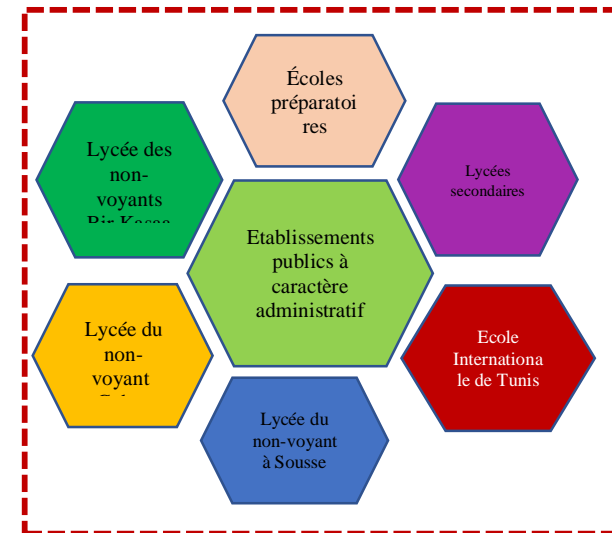 Écoles
préparatoi
res
Lycée des
non-
voyants
Lycées
secondaires
Etablissements
publics à
caractère
administratif
Lycée du
non-
voyant
Ecole
Internationa
le de Tunis
Lycée du
non-voyant
à Sousse